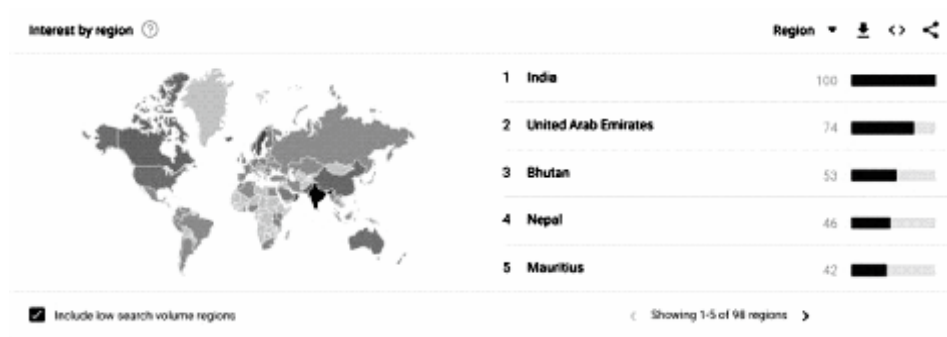 Interest by region
Region
1 India 100
2 United Arab Emirates 74
3 Bhutan 53
4 Nepal 46
5 Mauritius 42
Include low search volume regions
Showing 1-5 of 98 regions